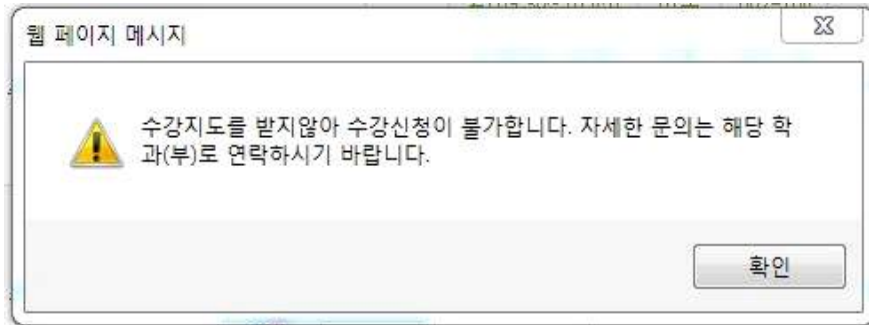 웹 페이지 메시지
수강지도를 받지않아 수강신청이 불가합니다. 자세한 문의는 해당 학
과(부)로 연락하시기 바랍니다.
확인